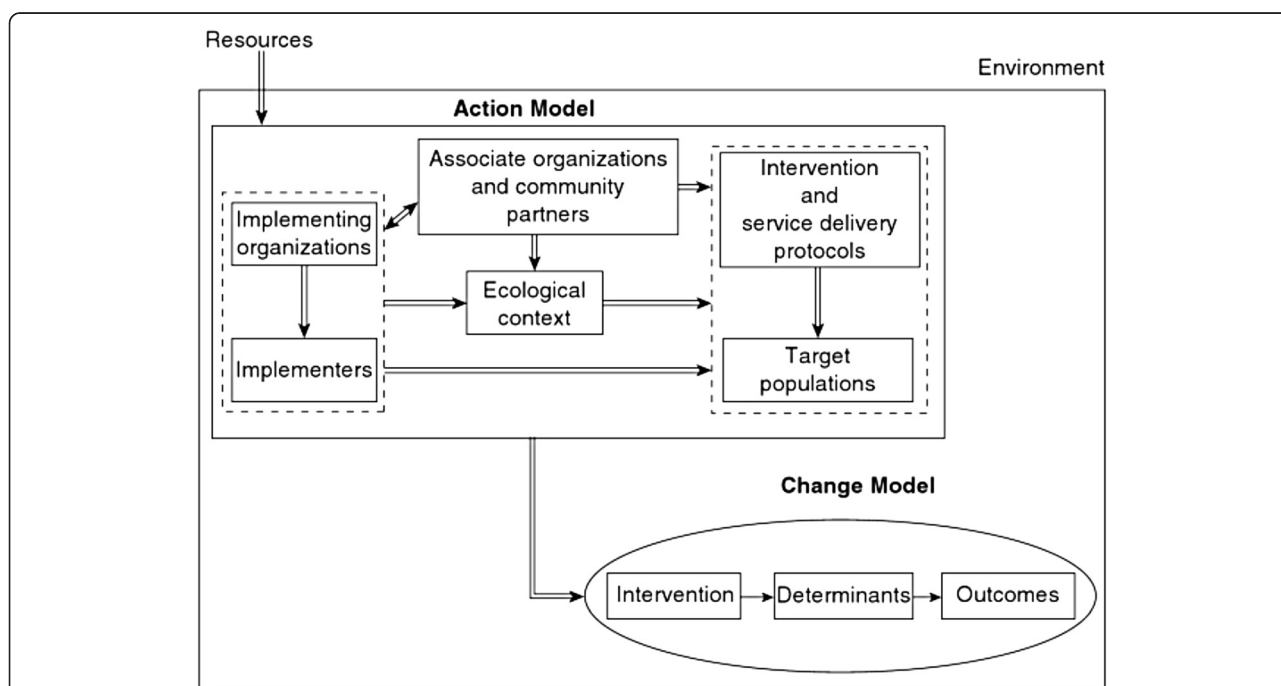 Resources
Environment
Action Model
Associate organizations
and community
partners
Intervention
and
service delivery
protocols
Implementing
organizations
Ecological
context
Implementers
Target
populations
Change Model
Intervention
Determinants
Outcomes